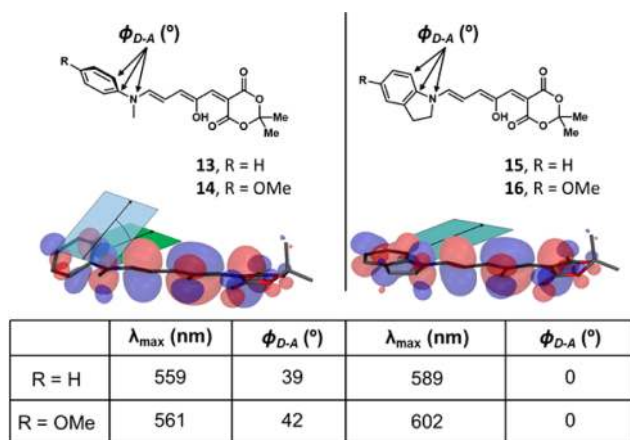 ϕD-A (º)
R
N
OH
O
O
O
O
Me
Me
13, R = H
14, R = OMe
ϕD-A (º)
R
N
OH
O
O
O
O
Me
Me
15, R = H
16, R = OMe
λmax (nm) ϕD-A (º) λmax (nm) ϕD-A (º)
R = H 559 39 589 0
R = OMe 561 42 602 0